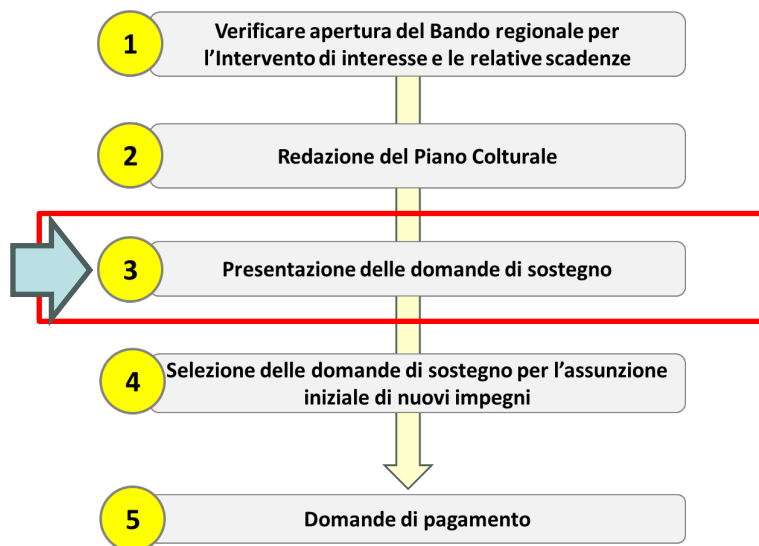 1
Verificare apertura del Bando regionale per
l’Intervento di interesse e le relative scadenze
2
Redazione del Piano Colturale
3
Presentazione delle domande di sostegno
4
Selezione delle domande di sostegno per l’assunzione
iniziale di nuovi impegni
5
Domande di pagamento